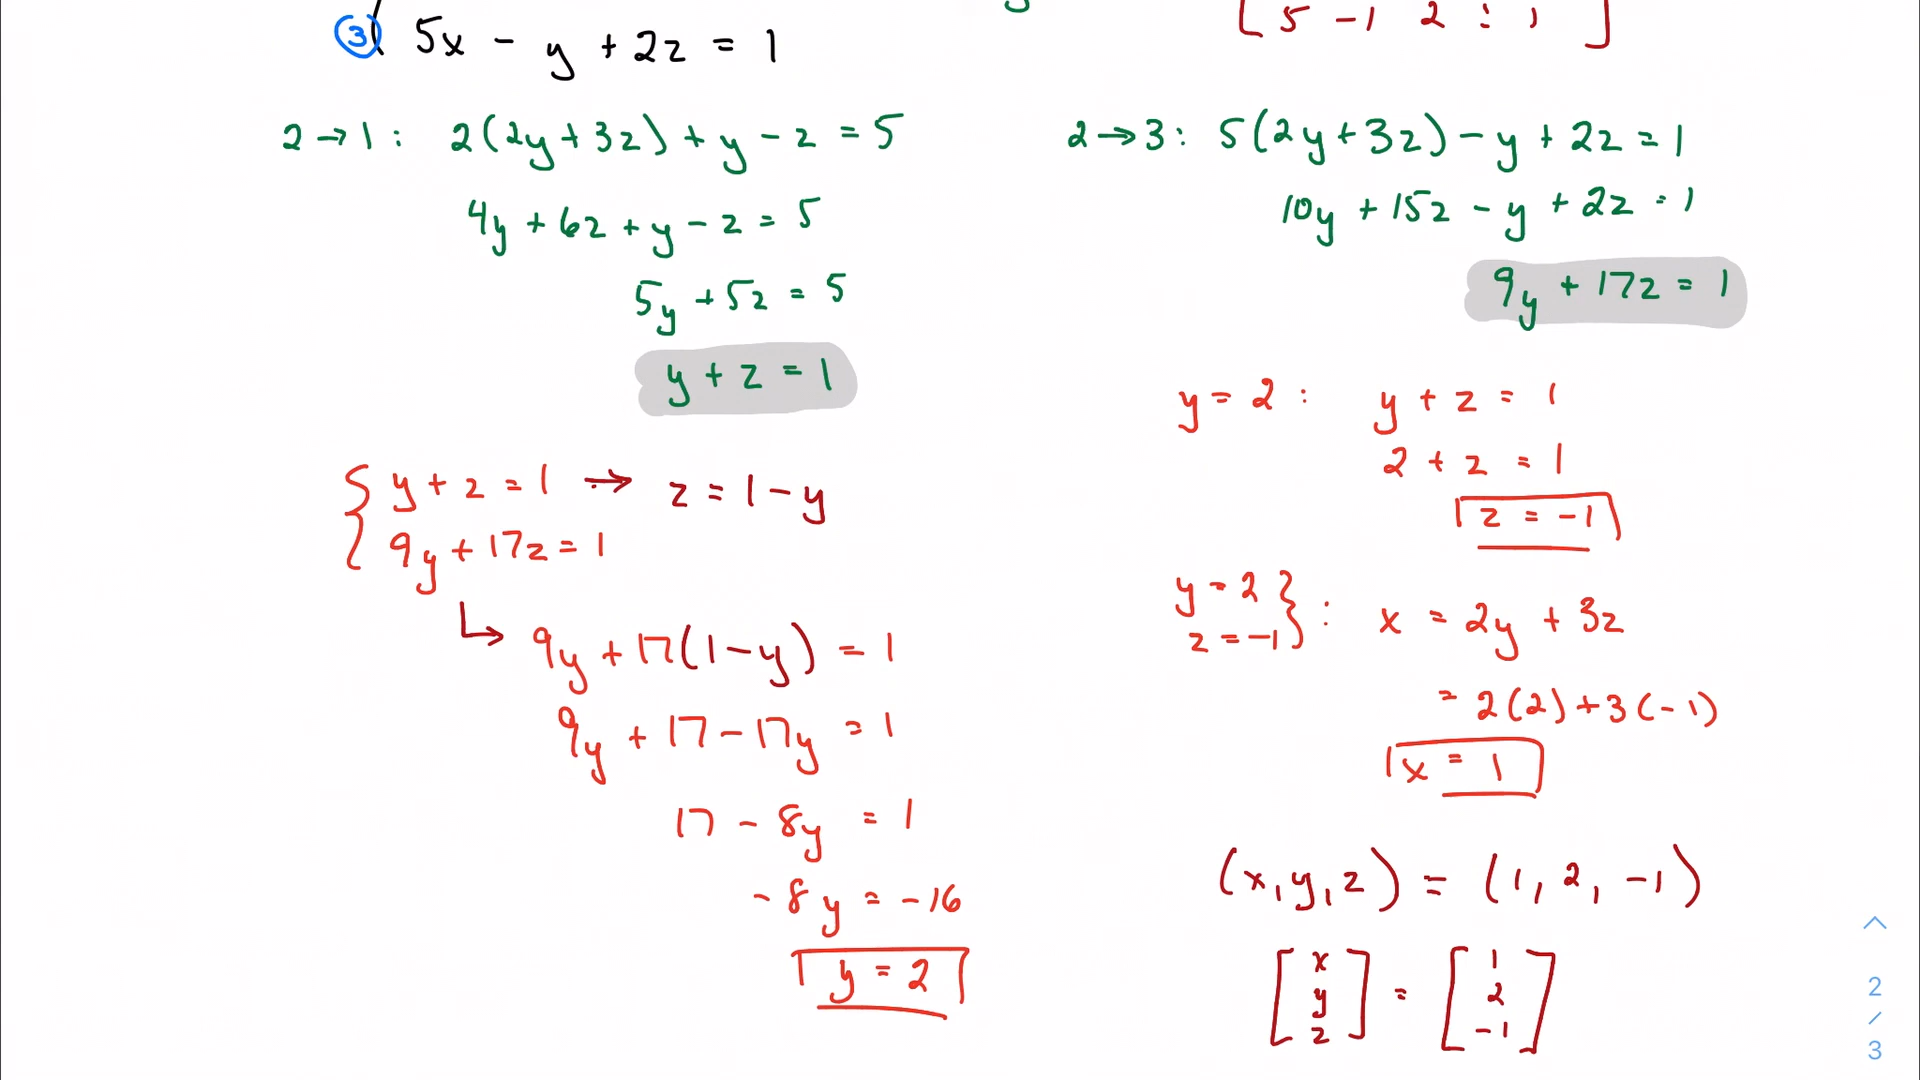 ③ 5x - y + 2z = 1
[ 5 -1 2 : 1 ]
2 → 1 : 2(2y + 3z) + y - z = 5
4y + 6z + y - z = 5
5y + 5z = 5
y + z = 1
2 → 3 : 5(2y + 3z) - y + 2z = 1
10y + 15z - y + 2z = 1
9y + 17z = 1
{ y + z = 1 → z = 1 - y
9y + 17z = 1
↳ 9y + 17(1 - y) = 1
9y + 17 - 17y = 1
17 - 8y = 1
-8y = -16
y = 2
y = 2 : y + z = 1
2 + z = 1
z = -1
y = 2
z = -1 } : x = 2y + 3z
= 2(2) + 3(-1)
x = 1
(x, y, z) = (1, 2, -1)
[ x y z ] = [ 1 2 -1 ]
2 / 3